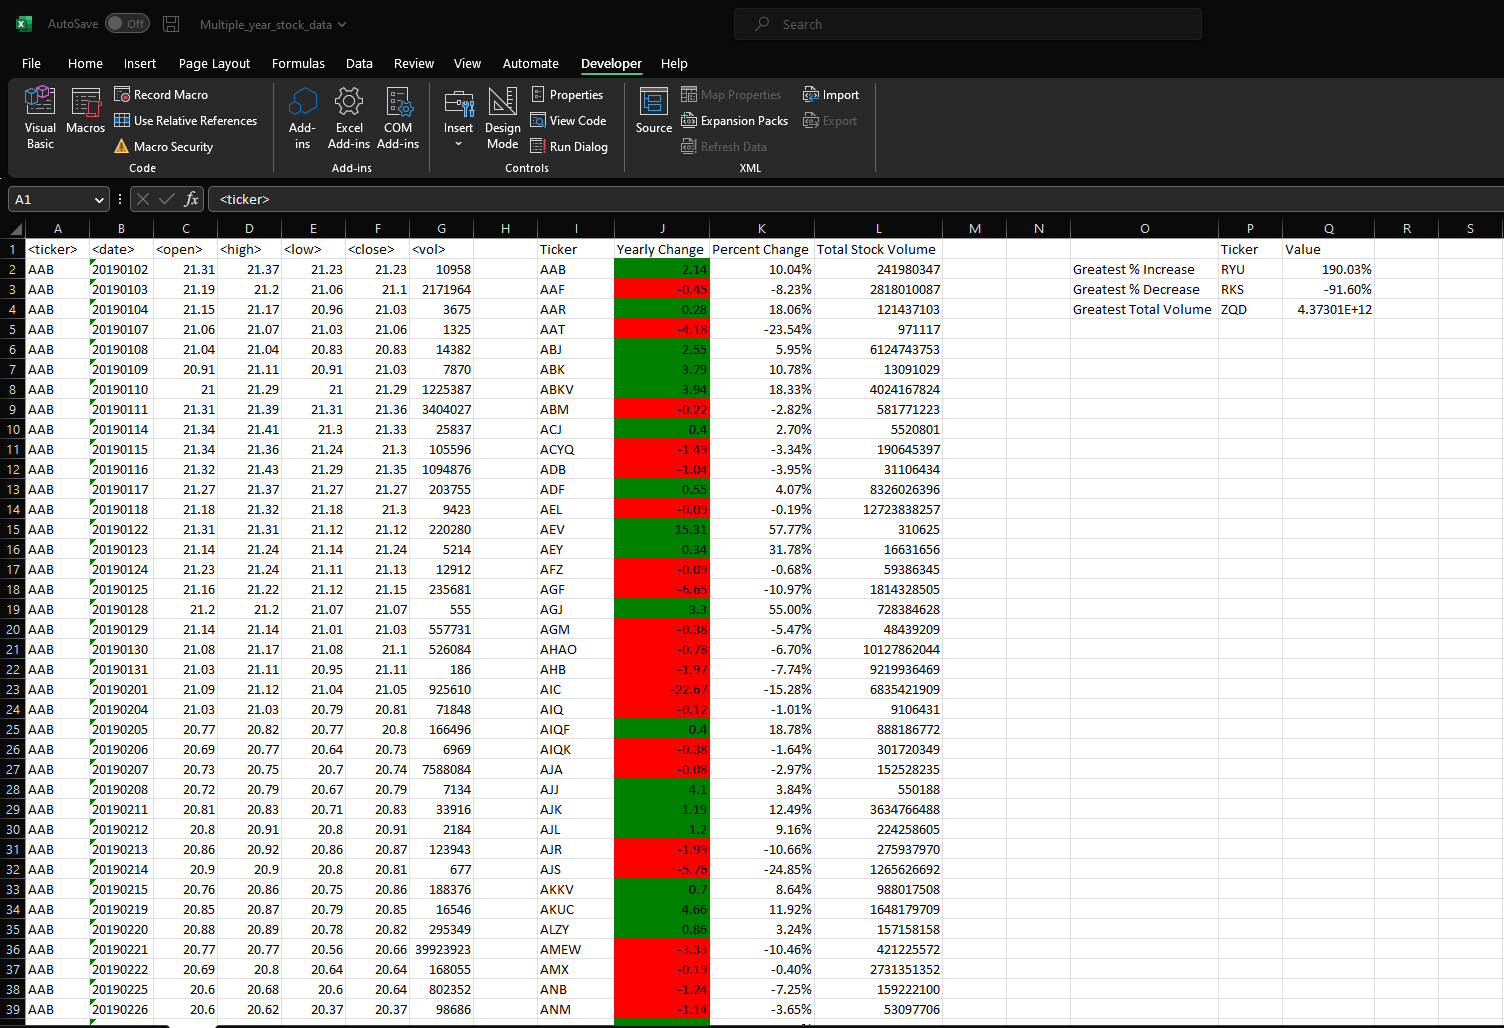 AutoSave Off Multiple_year_stock_data Search
File Home Insert Page Layout Formulas Data Review View Automate Developer Help
Visual Basic
Macros
Record Macro
Use Relative References
Macro Security
Code
Add-ins
Excel Add-ins
COM Add-ins
Add-ins
Insert
Design Mode
Properties
View Code
Run Dialog
Controls
Source
Map Properties
Expansion Packs
Refresh Data
Import
Export
XML
A1 fx <ticker>
A B C D E F G H I J K L M N O P Q R S
1 <ticker> <date> <open> <high> <low> <close> <vol> Ticker Yearly Change Percent Change Total Stock Volume Ticker Value
2 AAB 20190102 21.31 21.37 21.23 21.23 10958 AAB 2.14 10.04% 241980347 Greatest % Increase RYU 190.03%
3 AAB 20190103 21.19 21.2 21.06 21.1 2171964 AAF -0.45 -8.23% 2818010087 Greatest % Decrease RKS -91.60%
4 AAB 20190104 21.15 21.17 20.96 21.03 3675 AAR 0.28 18.06% 121437103 Greatest Total Volume ZQD 4.37301E+12
5 AAB 20190107 21.06 21.07 21.03 21.06 1325 AAT -4.18 -23.54% 971117
6 AAB 20190108 21.04 21.04 20.83 20.83 14382 ABJ 2.55 5.95% 6124743753
7 AAB 20190109 20.91 21.11 20.91 21.03 7870 ABK 3.79 10.78% 13091029
8 AAB 20190110 21 21.29 21 21.29 1225387 ABKV 3.94 18.33% 4024167824
9 AAB 20190111 21.31 21.39 21.31 21.36 3404027 ABM -0.22 -2.82% 581771223
10 AAB 20190114 21.34 21.41 21.3 21.33 25837 ACJ 0.4 2.70% 5520801
11 AAB 20190115 21.34 21.36 21.24 21.3 105596 ACYQ -1.49 -3.34% 190645397
12 AAB 20190116 21.32 21.43 21.29 21.35 1094876 ADB -1.04 -3.95% 31106434
13 AAB 20190117 21.27 21.37 21.27 21.27 203755 ADF 0.55 4.07% 8326026396
14 AAB 20190118 21.18 21.32 21.18 21.3 9423 AEL -0.09 -0.19% 12723838257
15 AAB 20190122 21.31 21.31 21.12 21.12 220280 AEV 15.31 57.77% 310625
16 AAB 20190123 21.14 21.24 21.14 21.24 5214 AEY 0.34 31.78% 16631656
17 AAB 20190124 21.23 21.24 21.11 21.13 12912 AFZ -0.09 -0.68% 59386345
18 AAB 20190125 21.16 21.22 21.12 21.15 235681 AGF -6.65 -10.97% 1814328505
19 AAB 20190128 21.2 21.2 21.07 21.07 555 AGJ 3.3 55.00% 728384628
20 AAB 20190129 21.14 21.14 21.01 21.03 557731 AGM -0.38 -5.47% 48439209
21 AAB 20190130 21.08 21.17 21.08 21.1 526084 AHAO -0.78 -6.70% 10127862044
22 AAB 20190131 21.03 21.11 20.95 21.11 186 AHB -1.97 -7.74% 9219936469
23 AAB 20190201 21.09 21.12 21.04 21.05 925610 AIC -22.67 -15.28% 6835421909
24 AAB 20190204 21.03 21.03 20.79 20.81 71848 AIQ -0.12 -1.01% 9106431
25 AAB 20190205 20.77 20.82 20.77 20.8 166496 AIQF 0.4 18.78% 888186772
26 AAB 20190206 20.69 20.77 20.64 20.73 6969 AIQK -0.38 -1.64% 301720349
27 AAB 20190207 20.73 20.75 20.7 20.74 7588084 AJA -0.08 -2.97% 152528235
28 AAB 20190208 20.72 20.79 20.67 20.79 7134 AJJ 4.1 3.84% 550188
29 AAB 20190211 20.81 20.83 20.71 20.83 33916 AJK 1.19 12.49% 3634766488
30 AAB 20190212 20.8 20.91 20.8 20.91 2184 AJL 1.2 9.16% 224258605
31 AAB 20190213 20.86 20.92 20.86 20.87 123943 AJR -1.99 -10.66% 275937970
32 AAB 20190214 20.9 20.9 20.8 20.81 677 AJS -5.76 -24.85% 1265626692
33 AAB 20190215 20.76 20.86 20.75 20.86 188376 AKKV 0.7 8.64% 988017508
34 AAB 20190219 20.85 20.87 20.79 20.85 16546 AKUC 4.66 11.92% 1648179709
35 AAB 20190220 20.88 20.89 20.78 20.82 295349 ALZY 0.86 3.24% 157158158
36 AAB 20190221 20.77 20.77 20.56 20.66 39923923 AMEW -3.33 -10.46% 421225572
37 AAB 20190222 20.69 20.8 20.64 20.64 168055 AMX -0.19 -0.40% 2731351352
38 AAB 20190225 20.6 20.68 20.6 20.64 802352 ANB -1.24 -7.25% 159222100
39 AAB 20190226 20.6 20.62 20.37 20.37 98686 ANM -1.14 -3.65% 53097706